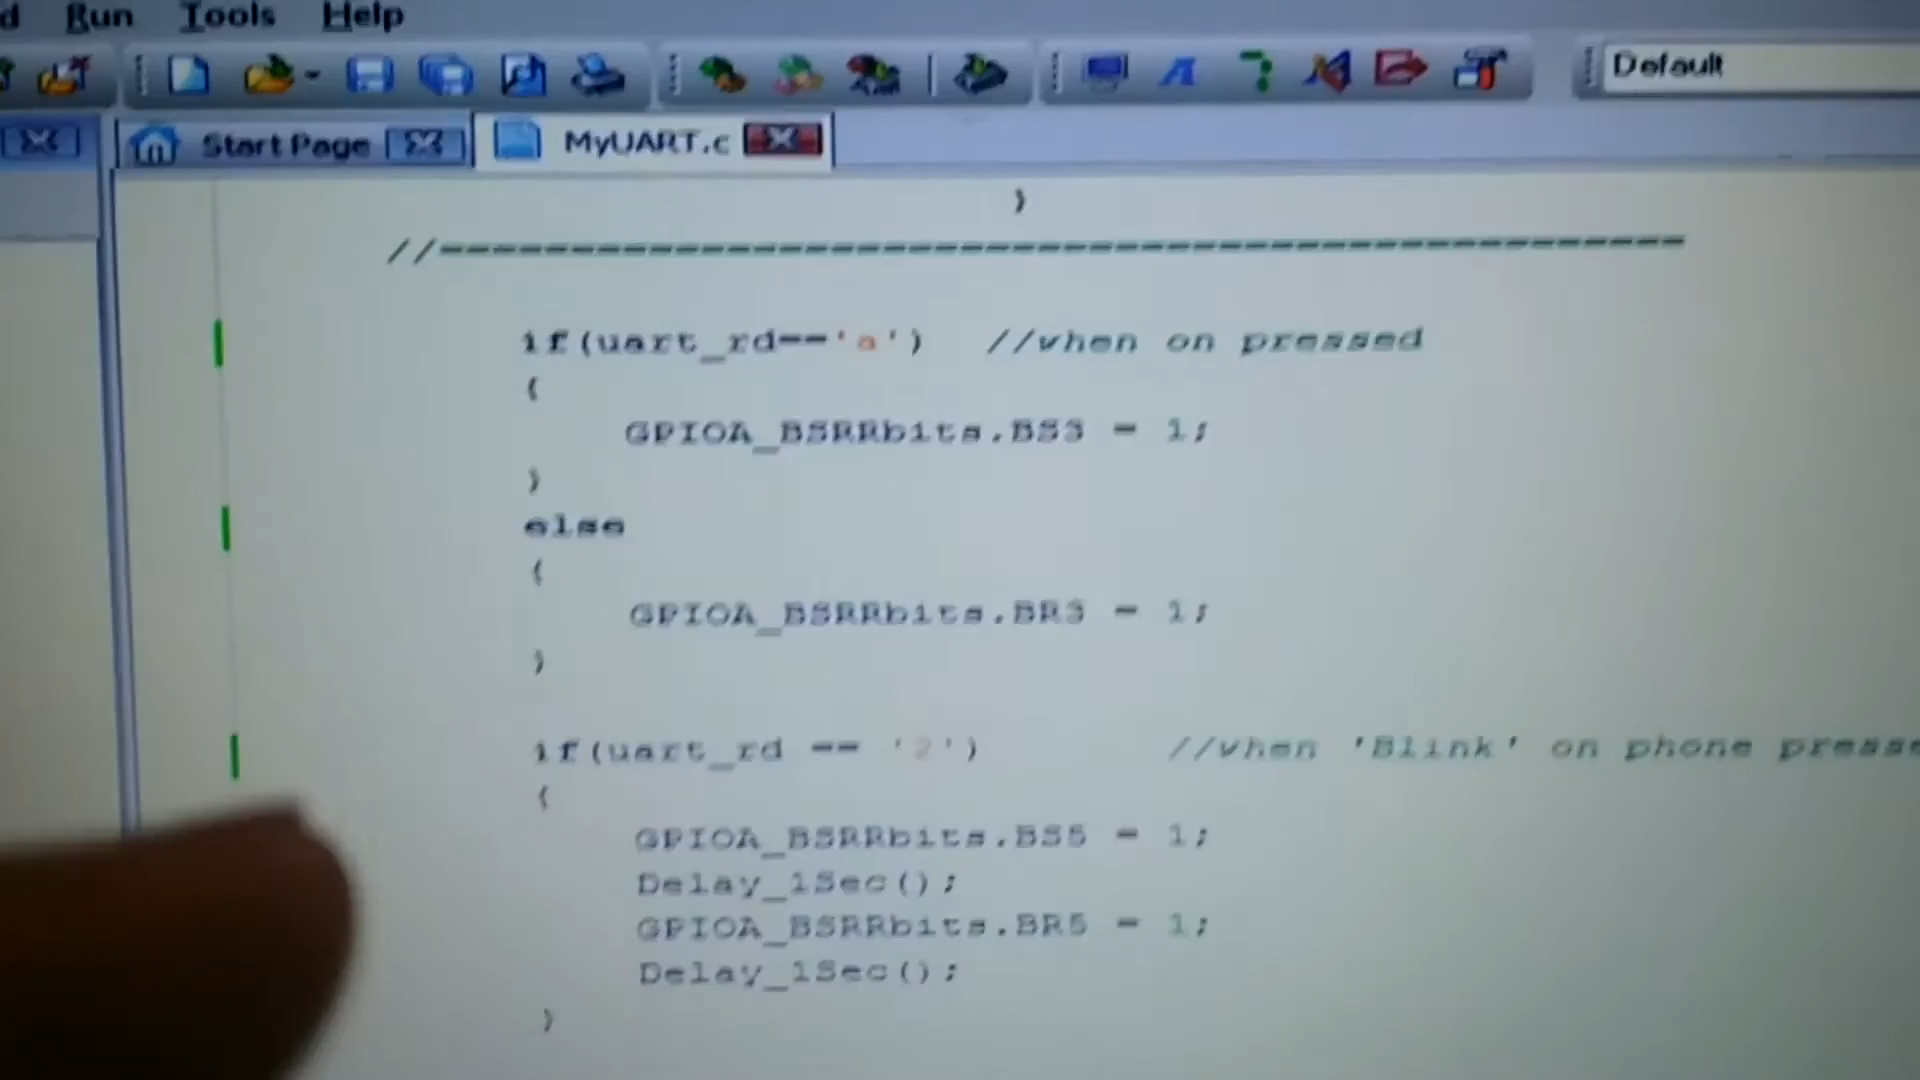 d Run Tools Help
Default
Start Page MyUART.c
}
//------------------------------------------------
if(uart_rd=='a') //when on pressed
{
GPIOA_BSRRbits.BS3 = 1;
}
else
{
GPIOA_BSRRbits.BR3 = 1;
}
if(uart_rd == '2') //when 'Blink' on phone presse
{
GPIOA_BSRRbits.BS5 = 1;
Delay_1Sec();
GPIOA_BSRRbits.BR5 = 1;
Delay_1Sec();
}